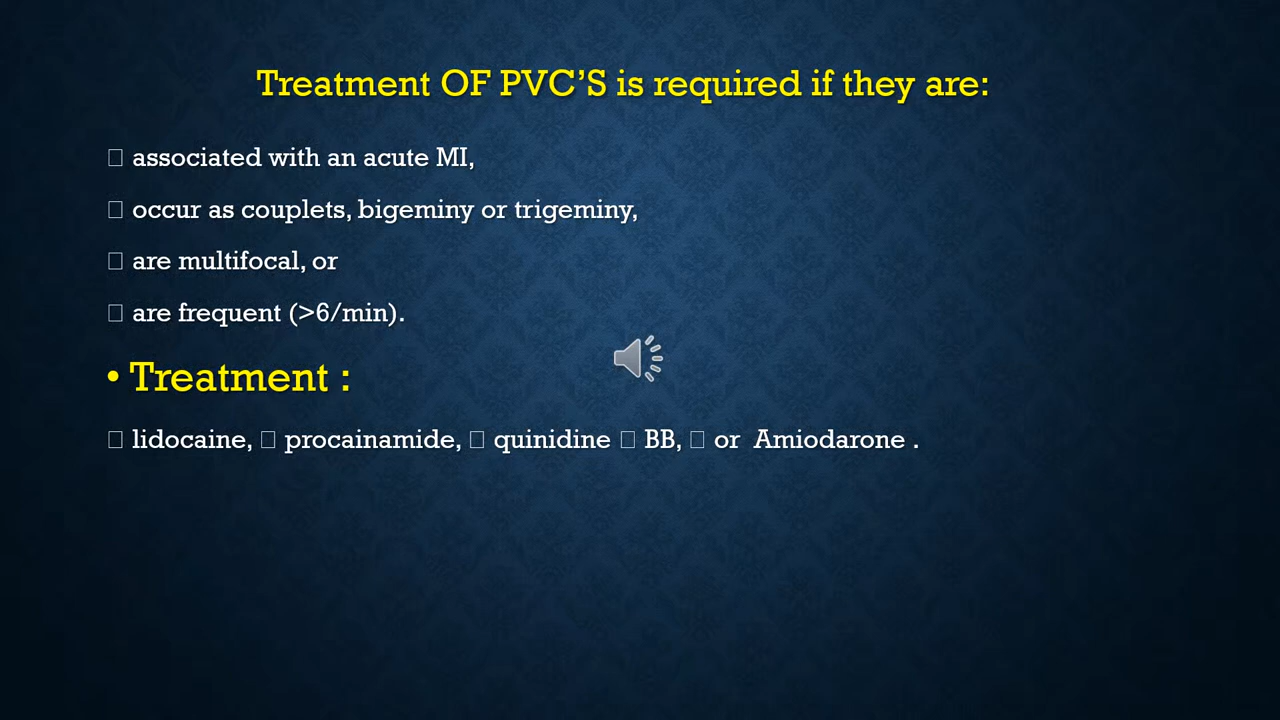 Treatment OF PVC’S is required if they are:
 associated with an acute MI,
 occur as couplets, bigeminy or trigeminy,
 are multifocal, or
 are frequent (>6/min).
• Treatment :
 lidocaine,  procainamide,  quinidine  BB,  or Amiodarone .